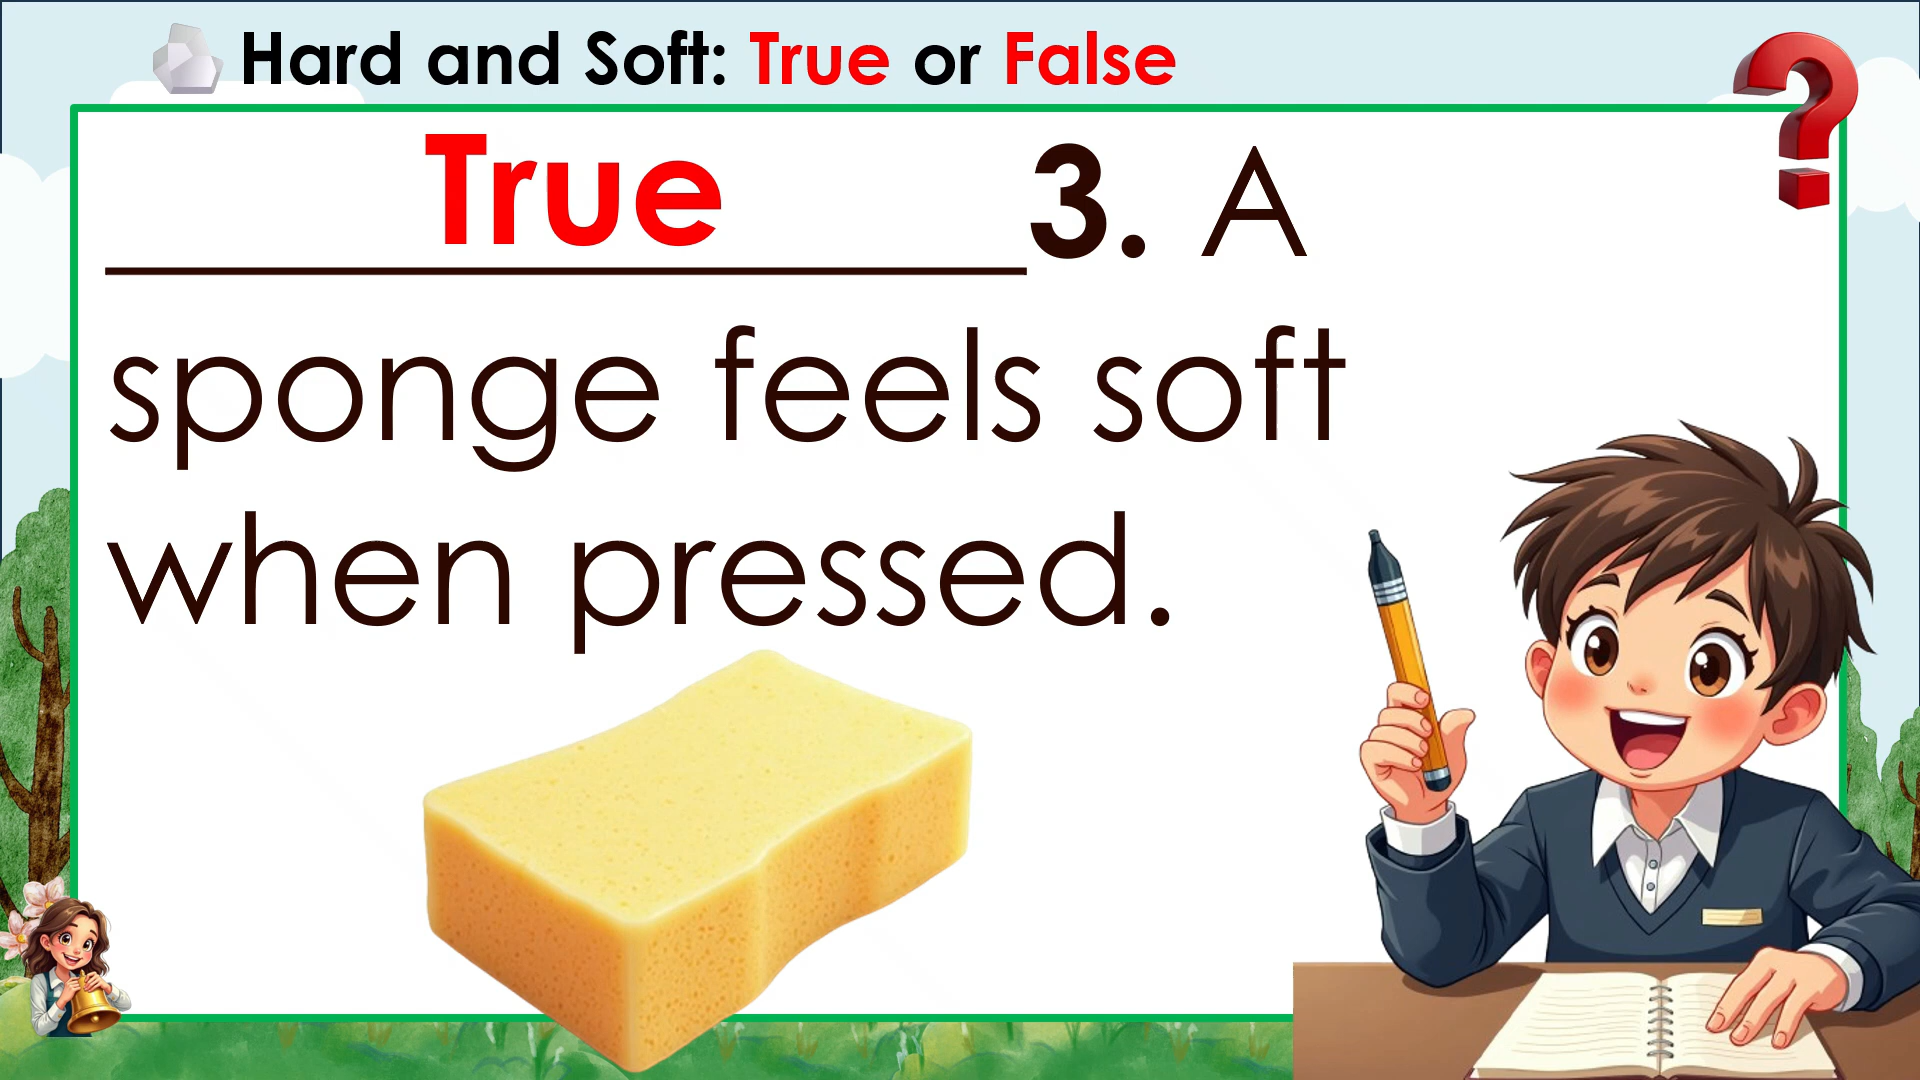 Hard and Soft: True or False
True 3. A
sponge feels soft
when pressed.